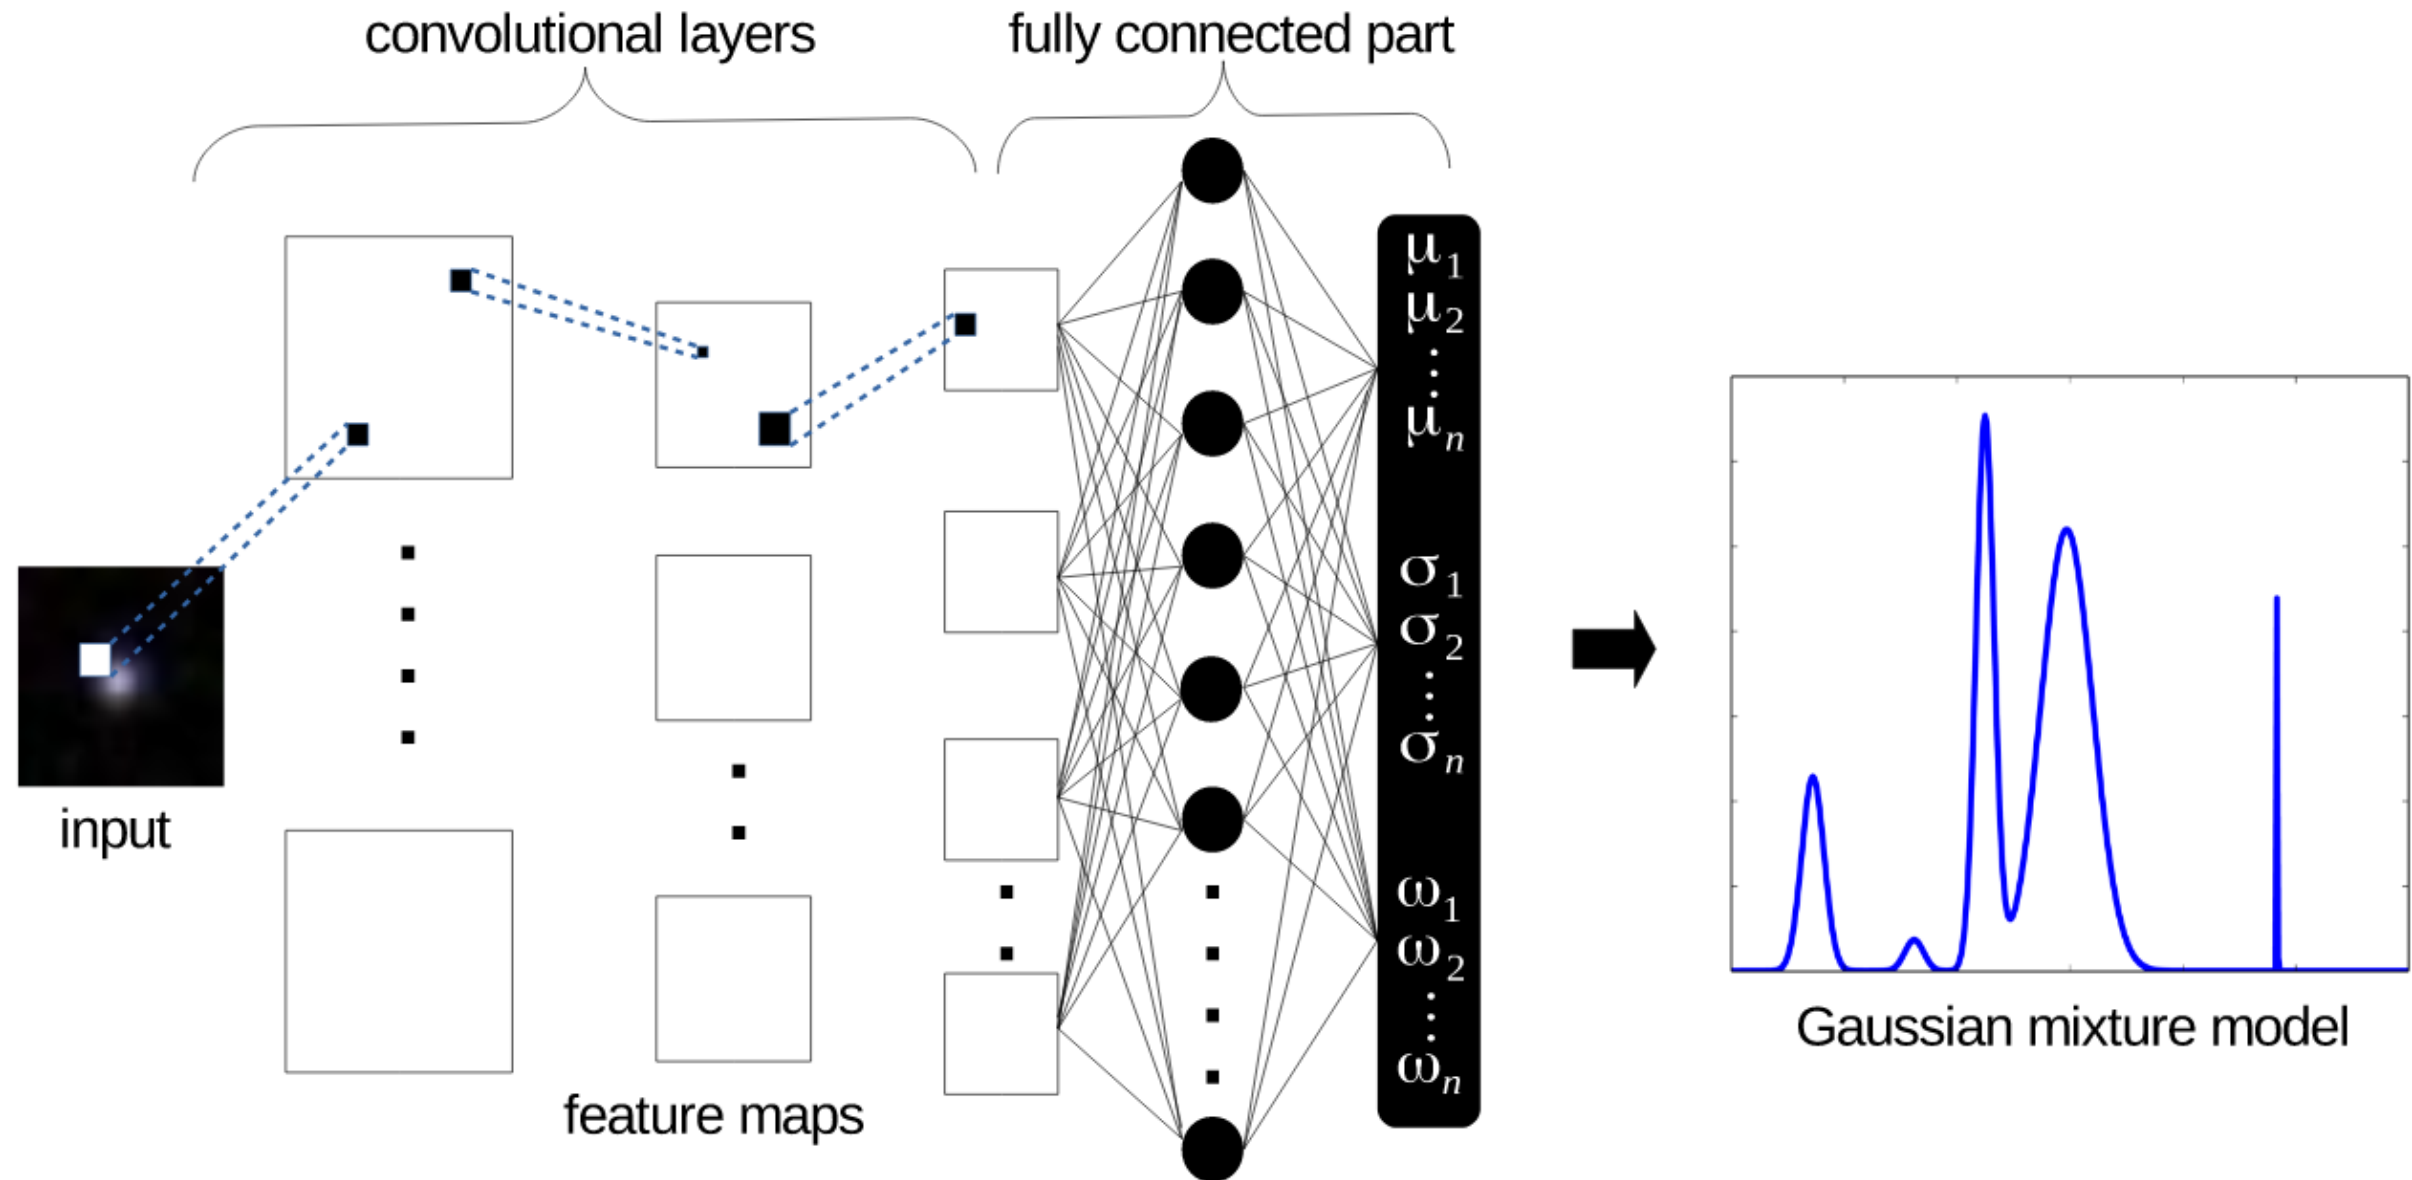 convolutional layers
fully connected part
input
feature maps
μ1
μ2
μn
σ1
σ2
σn
ω1
ω2
ωn
Gaussian mixture model